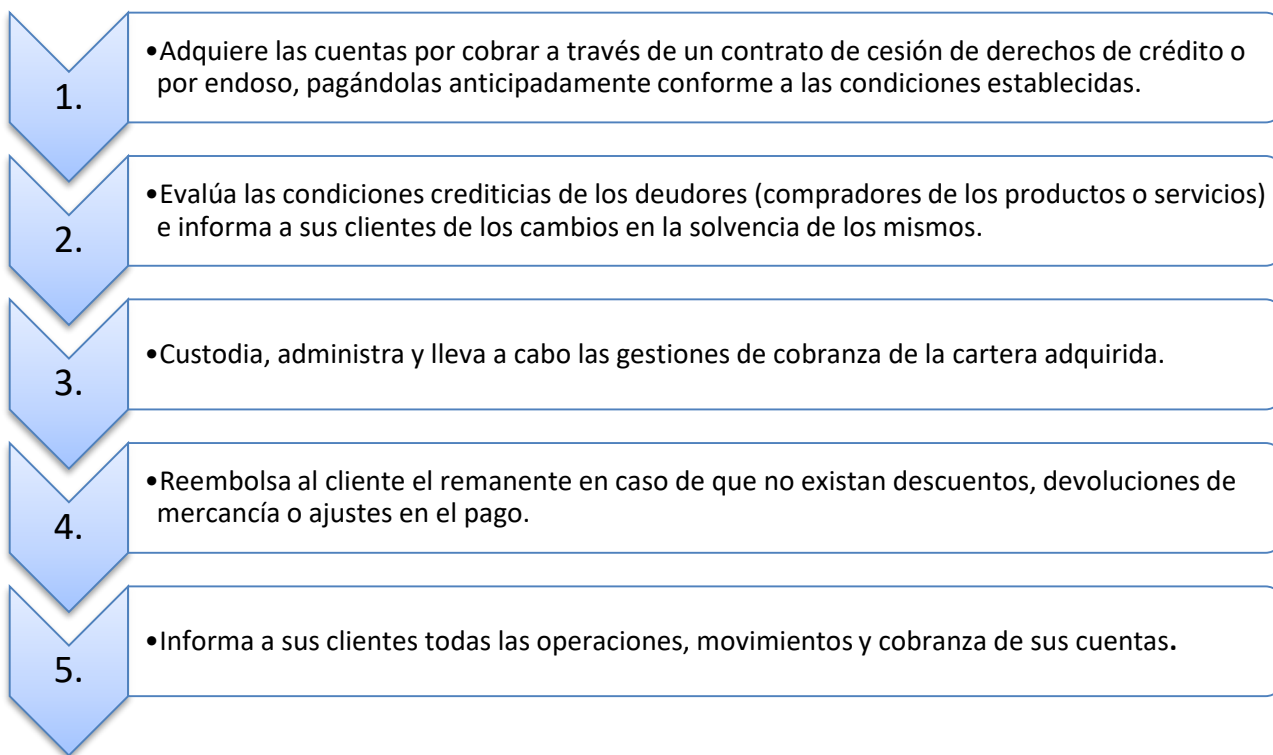 1.
•Adquiere las cuentas por cobrar a través de un contrato de cesión de derechos de crédito o
por endoso, pagándolas anticipadamente conforme a las condiciones establecidas.
2.
•Evalúa las condiciones crediticias de los deudores (compradores de los productos o servicios)
e informa a sus clientes de los cambios en la solvencia de los mismos.
3.
•Custodia, administra y lleva a cabo las gestiones de cobranza de la cartera adquirida.
4.
•Reembolsa al cliente el remanente en caso de que no existan descuentos, devoluciones de
mercancía o ajustes en el pago.
5.
•Informa a sus clientes todas las operaciones, movimientos y cobranza de sus cuentas.